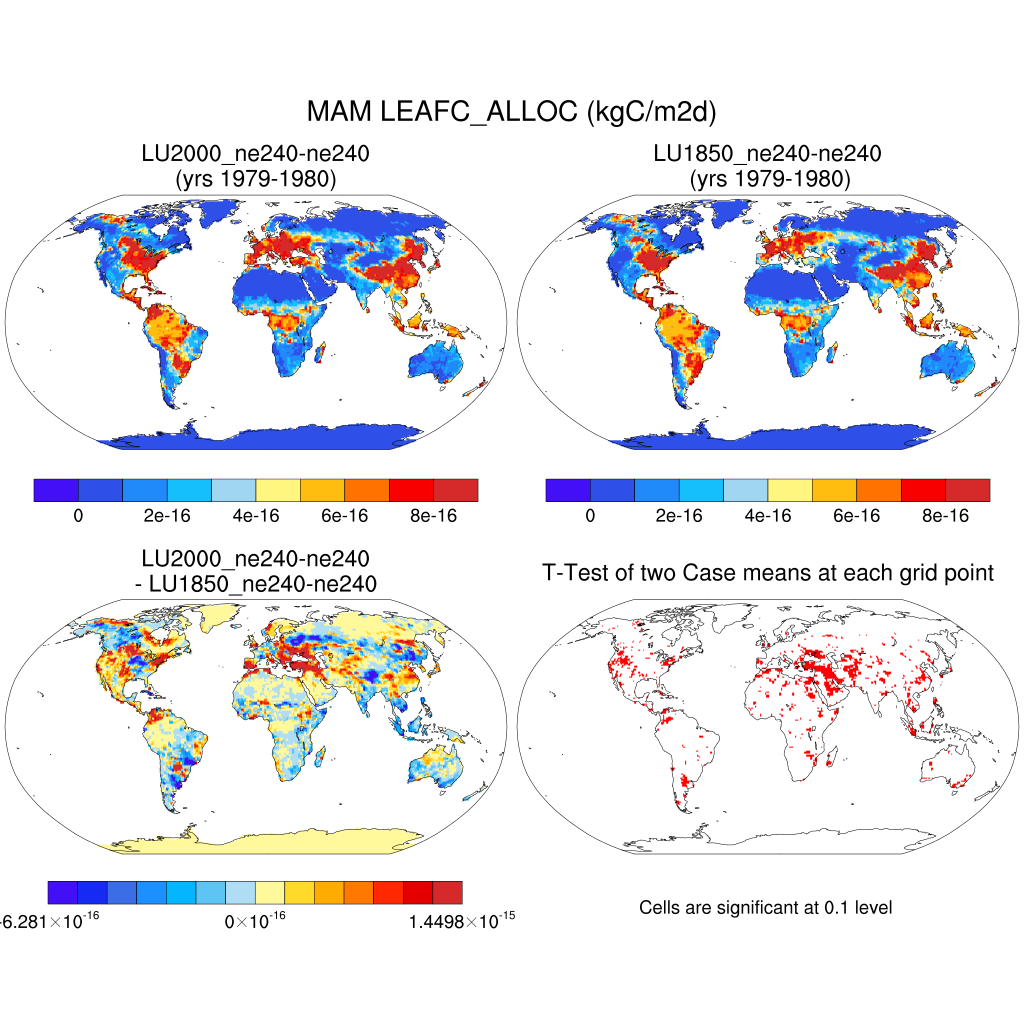 MAM LEAFC_ALLOC (kgC/m2d)
LU2000_ne240-ne240
(yrs 1979-1980)
LU1850_ne240-ne240
(yrs 1979-1980)
0 2e-16 4e-16 6e-16 8e-16
0 2e-16 4e-16 6e-16 8e-16
LU2000_ne240-ne240
- LU1850_ne240-ne240
T-Test of two Case means at each grid point
-6.281×10^-16 0×10^-16 1.4498×10^-15
Cells are significant at 0.1 level